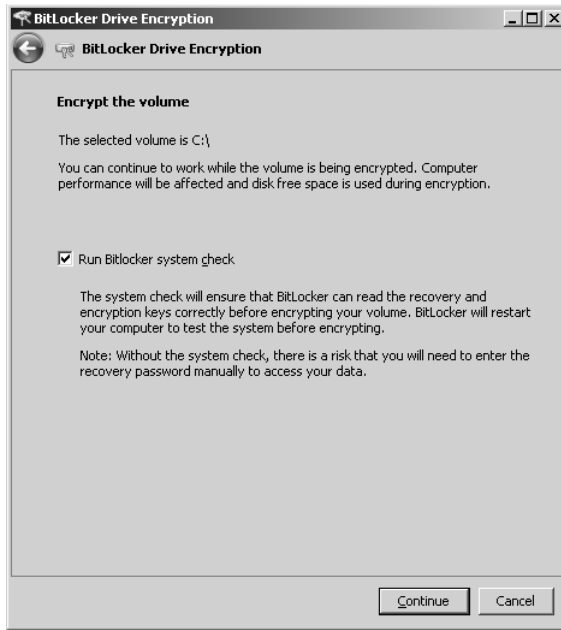 BitLocker Drive Encryption
BitLocker Drive Encryption
Encrypt the volume
The selected volume is C:\
You can continue to work while the volume is being encrypted. Computer
performance will be affected and disk free space is used during encryption.
Run Bitlocker system check
The system check will ensure that BitLocker can read the recovery and
encryption keys correctly before encrypting your volume. BitLocker will restart
your computer to test the system before encrypting.
Note: Without the system check, there is a risk that you will need to enter the
recovery password manually to access your data.
Continue Cancel